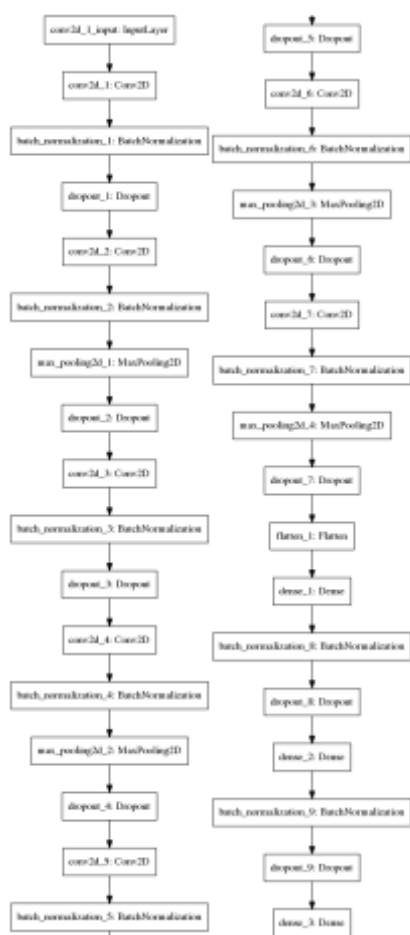 conv2d_1_input: InputLayer
conv2d_1: Conv2D
batch_normalization_1: BatchNormalization
dropout_1: Dropout
conv2d_2: Conv2D
batch_normalization_2: BatchNormalization
max_pooling2d_1: MaxPooling2D
dropout_2: Dropout
conv2d_3: Conv2D
batch_normalization_3: BatchNormalization
dropout_3: Dropout
conv2d_4: Conv2D
batch_normalization_4: BatchNormalization
max_pooling2d_2: MaxPooling2D
dropout_4: Dropout
conv2d_5: Conv2D
batch_normalization_5: BatchNormalization
dropout_5: Dropout
conv2d_6: Conv2D
batch_normalization_6: BatchNormalization
max_pooling2d_3: MaxPooling2D
dropout_6: Dropout
conv2d_7: Conv2D
batch_normalization_7: BatchNormalization
max_pooling2d_4: MaxPooling2D
dropout_7: Dropout
flatten_1: Flatten
dense_1: Dense
batch_normalization_8: BatchNormalization
dropout_8: Dropout
dense_2: Dense
batch_normalization_9: BatchNormalization
dropout_9: Dropout
dense_3: Dense